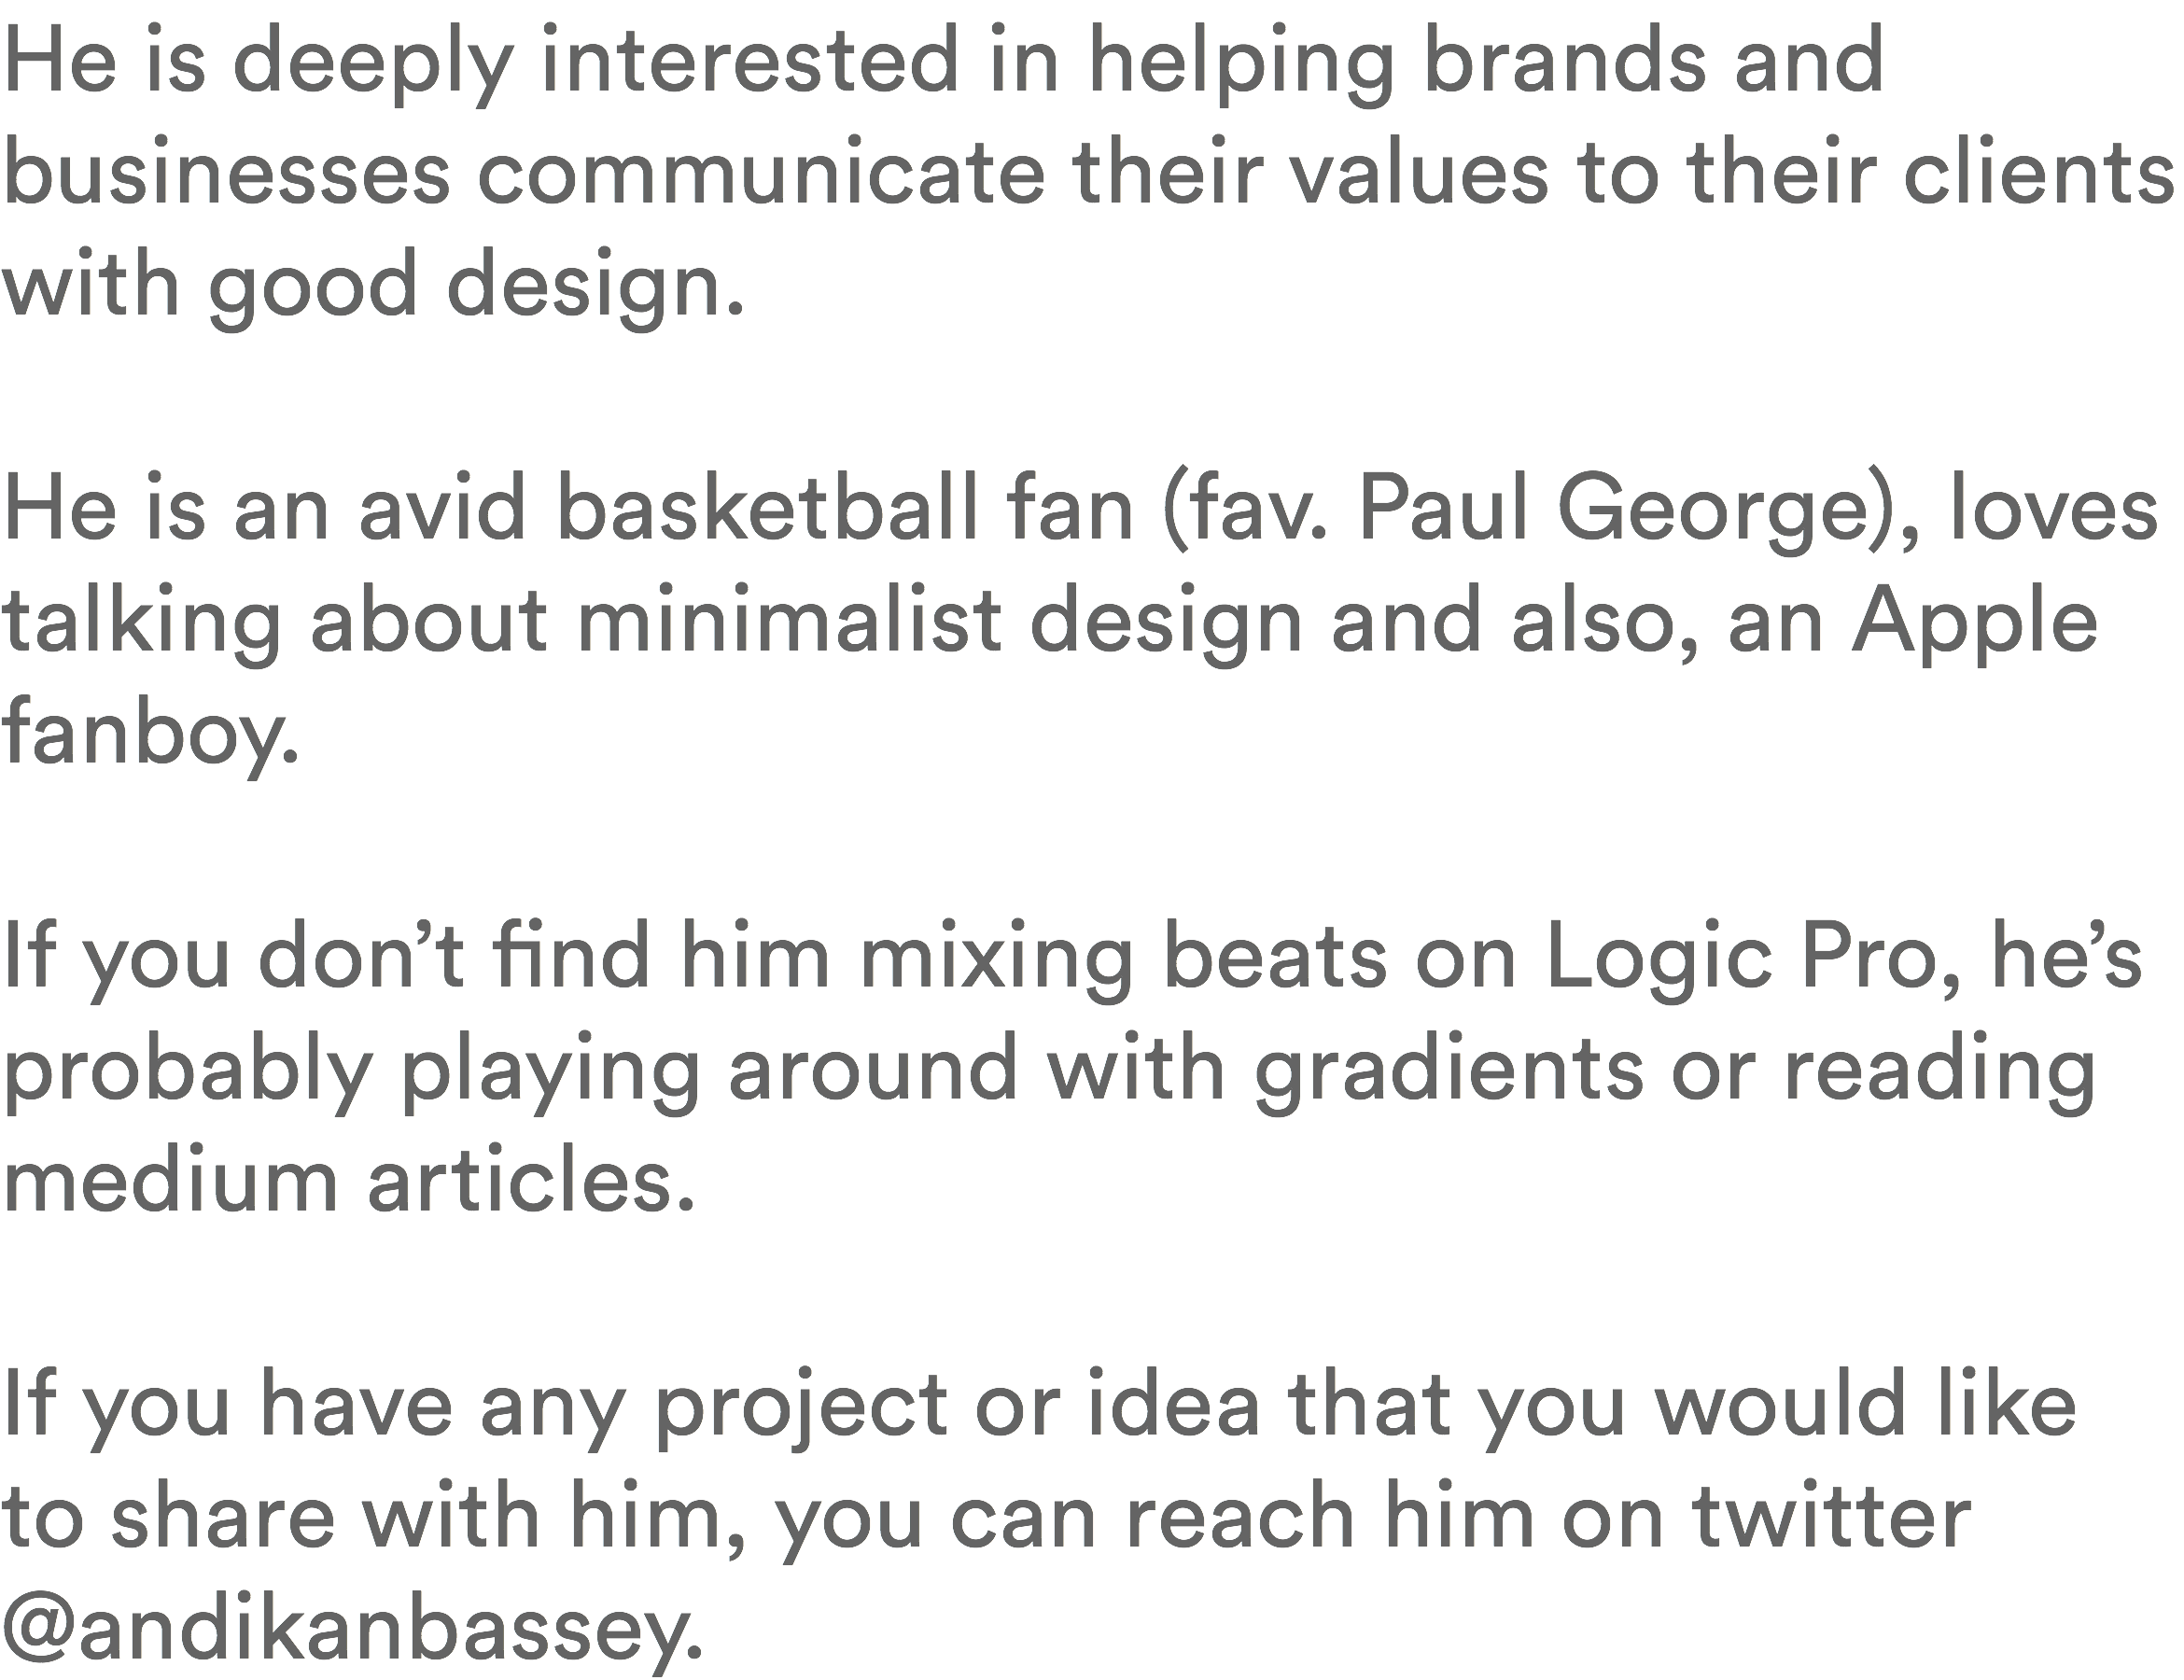 He is deeply interested in helping brands and
businesses communicate their values to their clients
with good design.
He is an avid basketball fan (fav. Paul George), loves
talking about minimalist design and also, an Apple
fanboy.
If you don’t find him mixing beats on Logic Pro, he’s
probably playing around with gradients or reading
medium articles.
If you have any project or idea that you would like
to share with him, you can reach him on twitter
@andikanbassey.